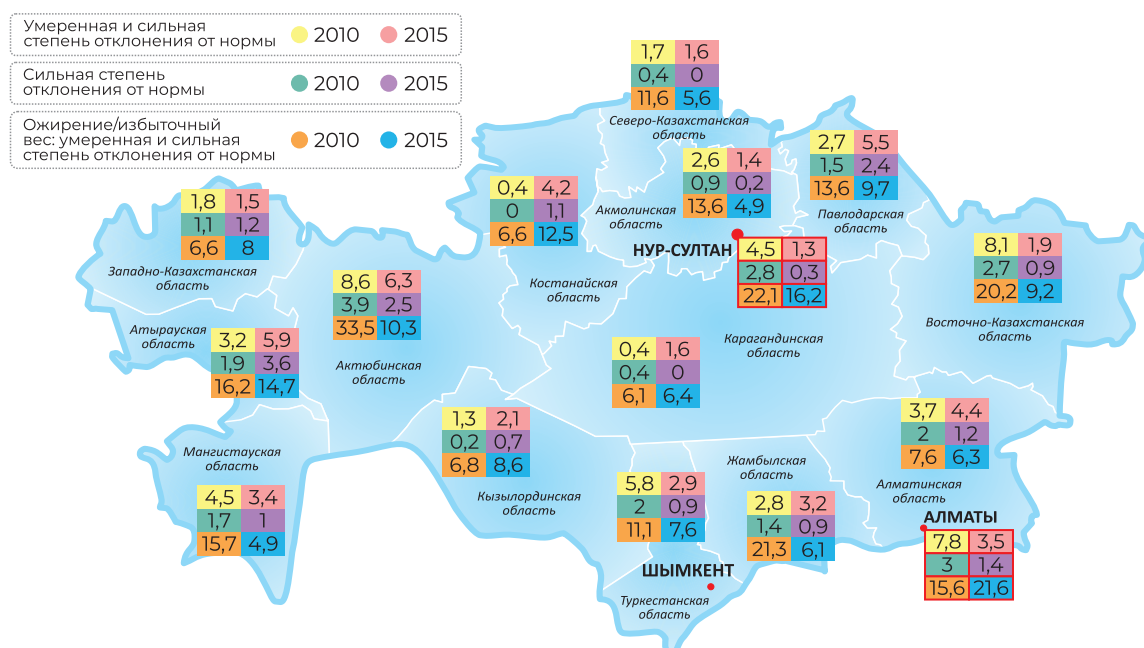 Умеренная и сильная
степень отклонения от нормы 2010 2015
Сильная степень
отклонения от нормы 2010 2015
Ожирение/избыточный
вес: умеренная и сильная
степень отклонения от нормы 2010 2015
1,7 1,6
0,4 0
11,6 5,6
Северо-Казахстанская
область
2,6 1,4
0,9 0,2
13,6 4,9
Акмолинская
область
2,7 5,5
1,5 2,4
13,6 9,7
Павлодарская
область
0,4 4,2
0 1,1
6,6 12,5
Костанайская
область
1,8 1,5
1,1 1,2
6,6 8
Западно-Казахстанская
область
НУР-СУЛТАН
4,5 1,3
2,8 0,3
22,1 16,2
8,1 1,9
2,7 0,9
20,2 9,2
Восточно-Казахстанская
область
8,6 6,3
3,9 2,5
33,5 10,3
Актюбинская
область
Атырауская
область
3,2 5,9
1,9 3,6
16,2 14,7
0,4 1,6
0,4 0
6,1 6,4
Карагандинская
область
1,3 2,1
0,2 0,7
6,8 8,6
Кызылординская
область
3,7 4,4
2 1,2
7,6 6,3
Алматинская
область
Мангистауская
область
4,5 3,4
1,7 1
15,7 4,9
5,8 2,9
2 0,9
11,1 7,6
Жамбылская
область
2,8 3,2
1,4 0,9
21,3 6,1
АЛМАТЫ
7,8 3,5
3 1,4
15,6 21,6
ШЫМКЕНТ
Туркестанская
область